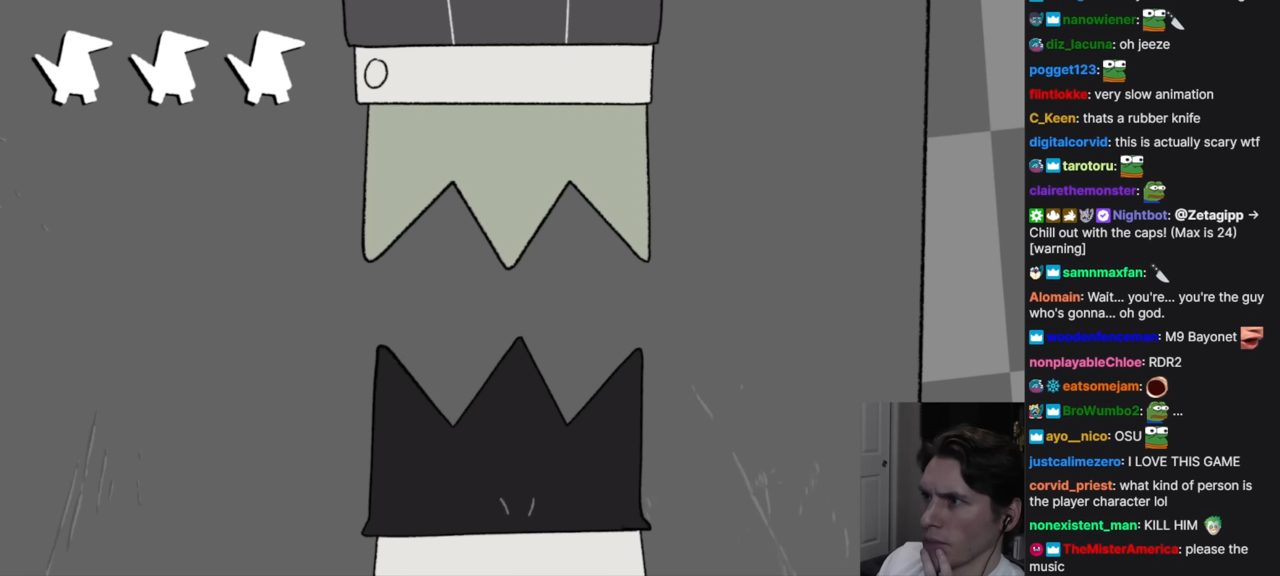 nanowiener:
diz_lacuna: oh jeeze
pogget123:
flintlokke: very slow animation
C_Keen: thats a rubber knife
digitalcorvid: this is actually scary wtf
tarotoru:
clairethemonster:
Nightbot: @Zetagipp →
Chill out with the caps! (Max is 24)
[warning]
samnmaxfan:
Alomain: Wait... you're... you're the guy
who's gonna... oh god.
woodenfenceman: M9 Bayonet
nonplayableChloe: RDR2
eatsomejam:
BroWumbo2: ...
ayo__nico: OSU
justcalimezero: I LOVE THIS GAME
corvid_priest: what kind of person is
the player character lol
nonexistent_man: KILL HIM
TheMisterAmerica: please the
music